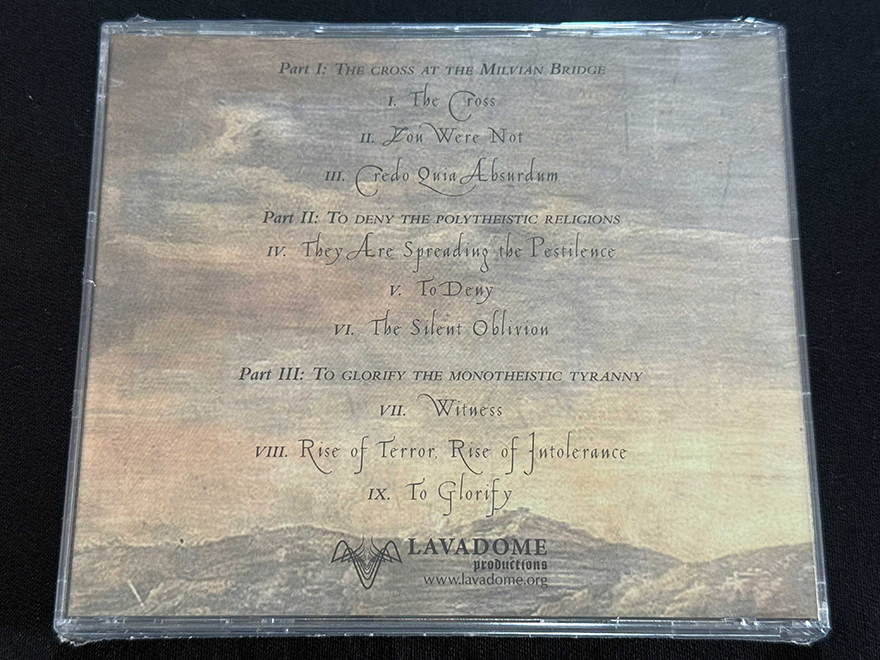 Part I: The cross at the Milvian Bridge
I. The Cross
II. You Were Not
III. Credo Quia Absurdum
Part II: To deny the polytheistic religions
IV. They Are Spreading the Pestilence
V. To Deny
VI. The Silent Oblivion
Part III: To glorify the monotheistic tyranny
VII. Witness
VIII. Rise of Terror, Rise of Intolerance
IX. To Glorify
LAVADOME
productions
www.lavadome.org